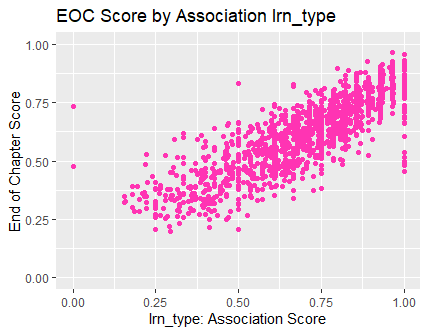 EOC Score by Association lrn_type
1.00
0.75
0.50
0.25
0.00
End of Chapter Score
0.00 0.25 0.50 0.75 1.00
lrn_type: Association Score